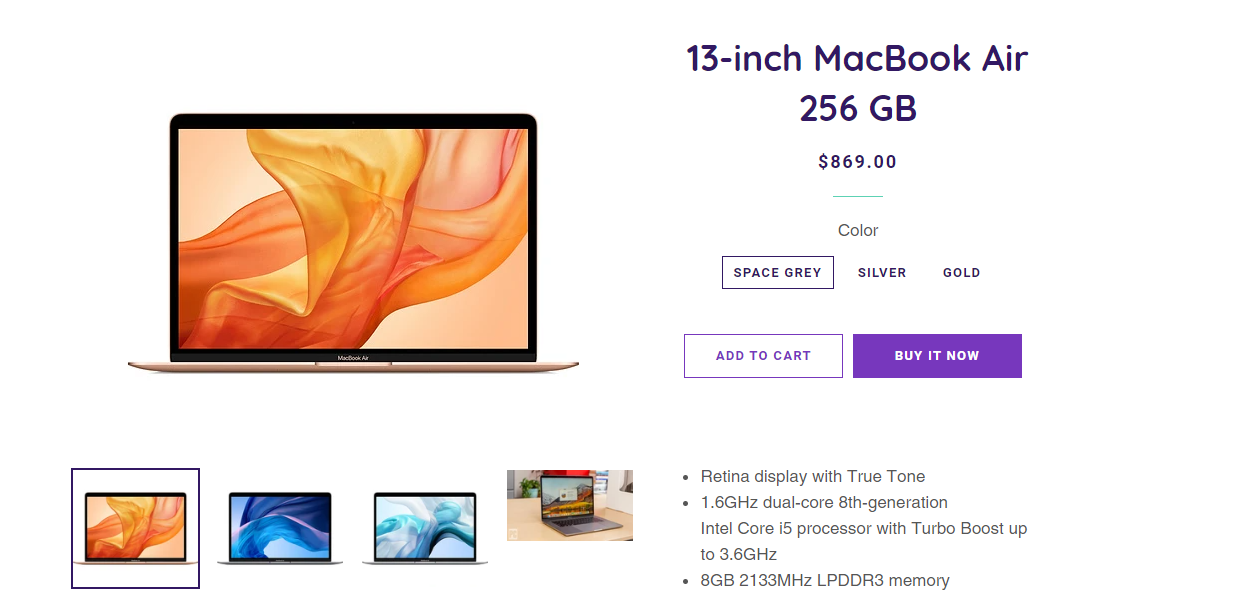 13-inch MacBook Air
256 GB
$869.00
Color
SPACE GREY SILVER GOLD
ADD TO CART BUY IT NOW
MacBook Air
Retina display with True Tone
1.6GHz dual-core 8th-generation
Intel Core i5 processor with Turbo Boost up
to 3.6GHz
8GB 2133MHz LPDDR3 memory